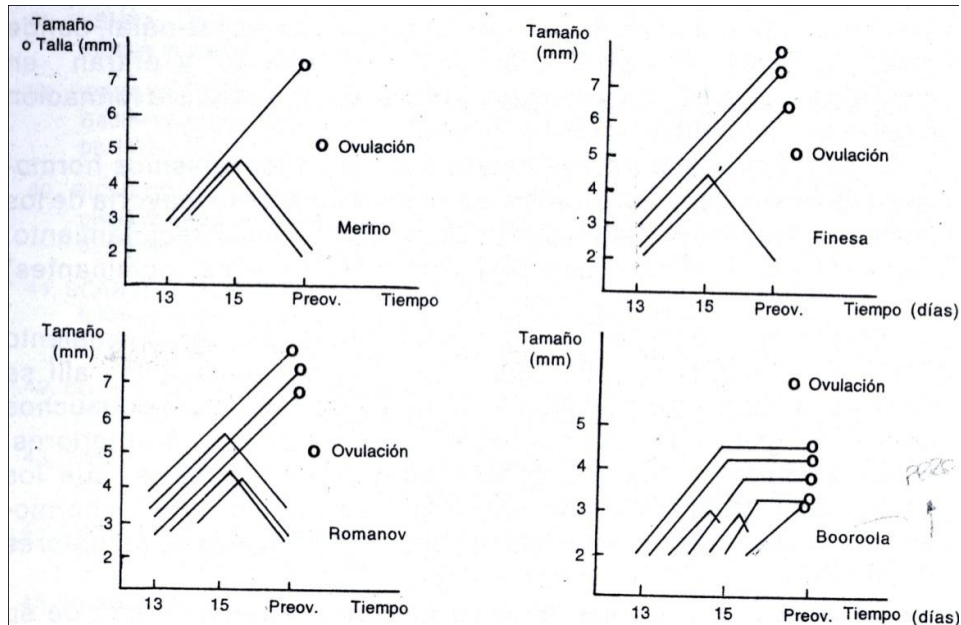 Tamaño
o Talla (mm)
7
6
5
4
3
2
13
15
Preov.
Tiempo
Ovulación
Merino
Tamaño
(mm)
7
6
5
4
3
2
13
15
Preov.
Tiempo (días)
Ovulación
Finesa
Tamaño
(mm)
7
6
5
4
3
2
13
15
Preov.
Tiempo
Ovulación
Romanov
Tamaño
(mm)
5
4
3
2
13
15
Preov.
Tiempo (días)
Ovulación
Booroola